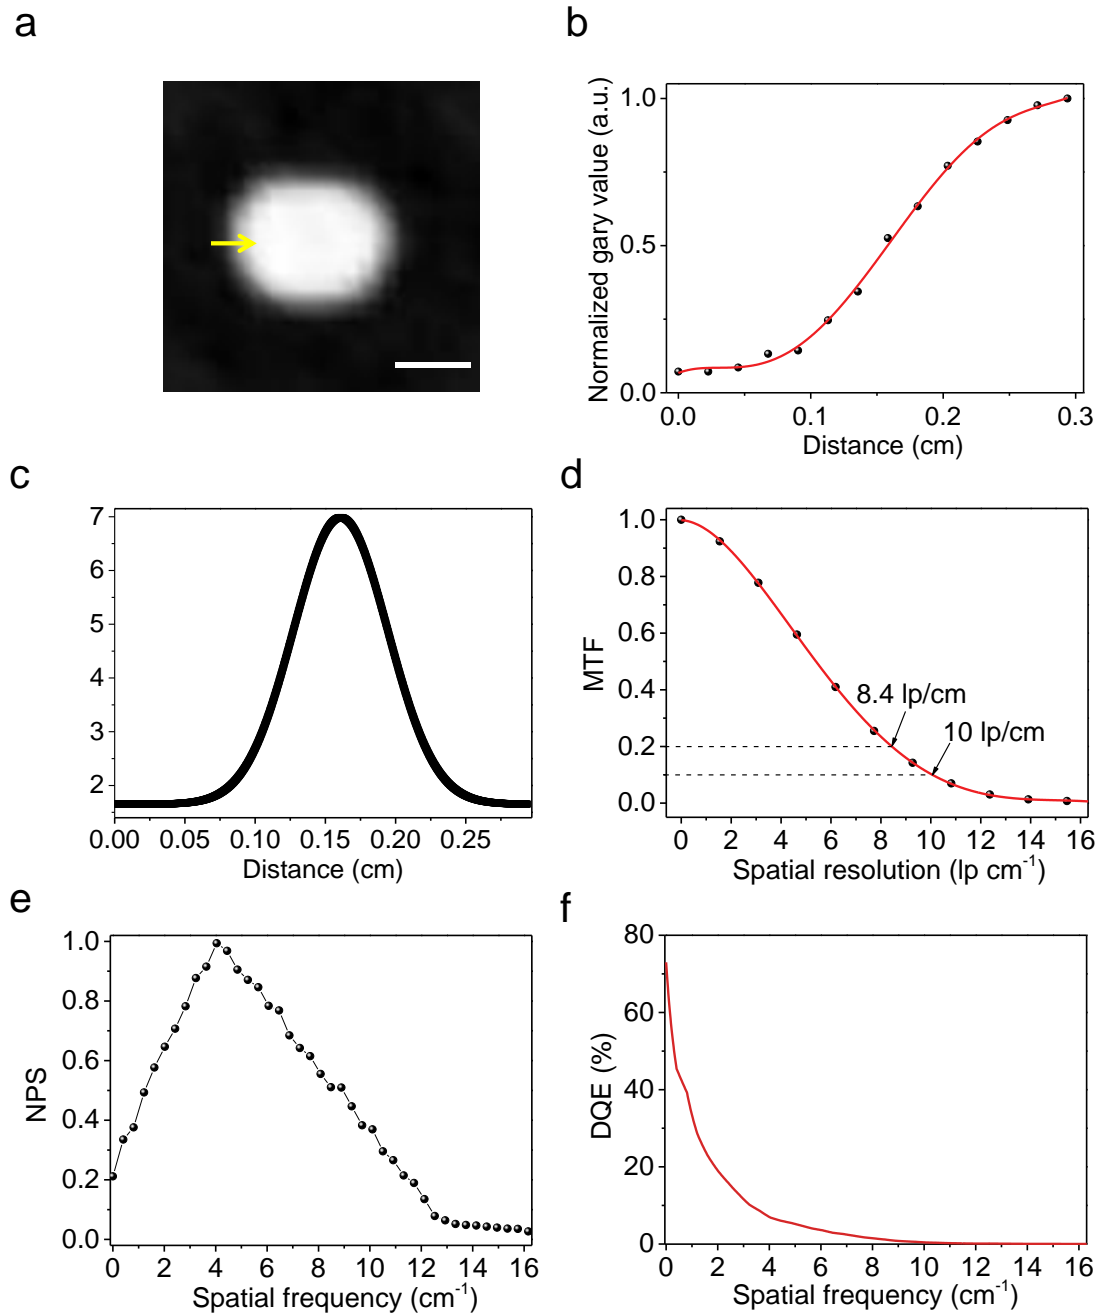 a
b
Normalized gary value (a.u.)
1.0
0.5
0.0
0.0
0.1
0.2
0.3
Distance (cm)
c
7
6
5
4
3
2
0.00
0.05
0.10
0.15
0.20
0.25
Distance (cm)
d
MTF
1.0
0.8
0.6
0.4
0.2
0.0
8.4 lp/cm
10 lp/cm
0 2 4 6 8 10 12 14 16
Spatial resolution (lp cm⁻¹)
e
NPS
1.0
0.8
0.6
0.4
0.2
0.0
0 2 4 6 8 10 12 14 16
Spatial frequency (cm⁻¹)
f
DQE (%)
80
60
40
20
0
0 2 4 6 8 10 12 14 16
Spatial frequency (cm⁻¹)